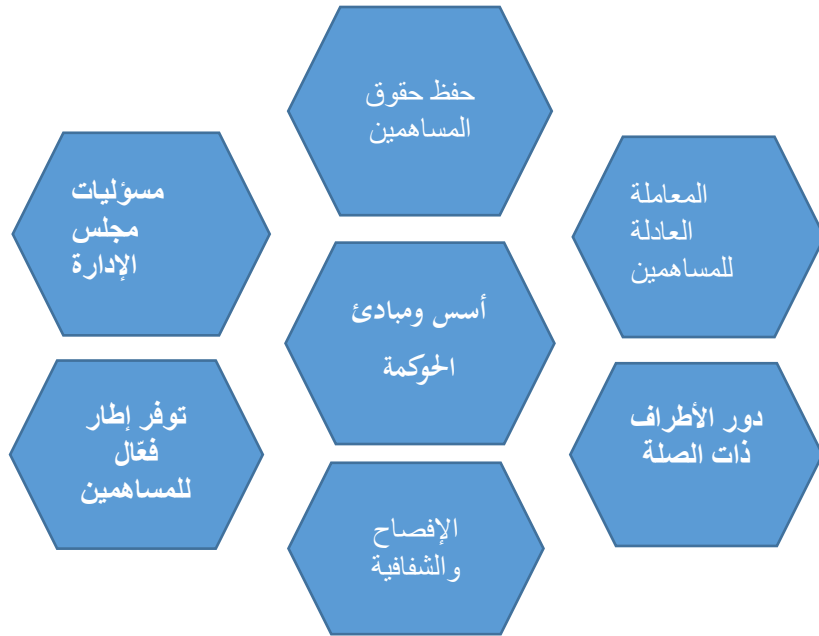 حفظ حقوق
المساهمين
المعاملة
العادلة
للمساهمين
مسؤليات
مجلس
الإدارة
أسس ومبادئ
الحوكمة
دور الأطراف
ذات الصلة
توفر إطار
فعّال
للمساهمين
الإفصاح
والشفافية